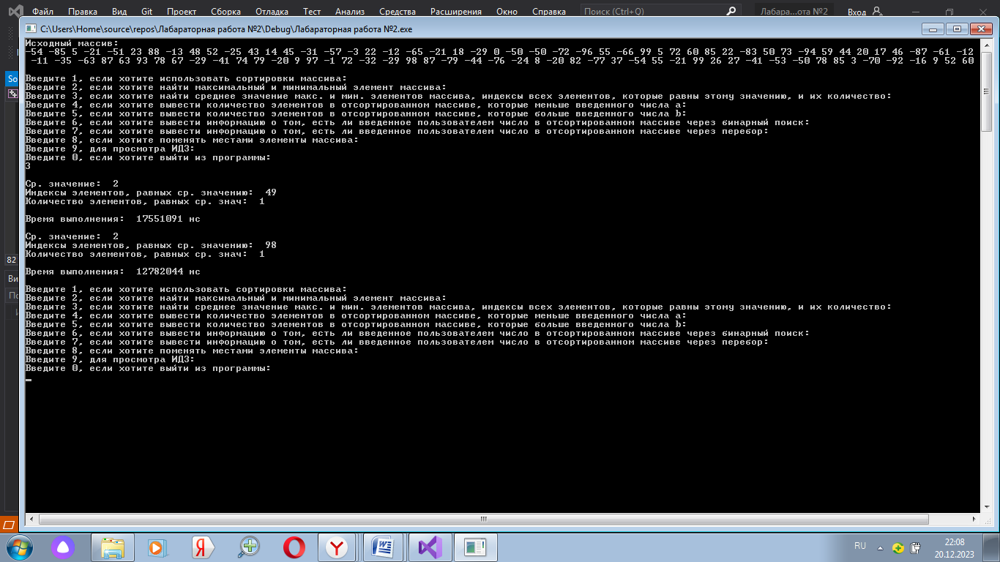 Файл Правка Вид Git Проект Сборка Отладка Тест Анализ Средства Расширения Окно Справка Поиск (Ctrl+Q) Лабара...ота №2 Вход
C:\Users\Home\source\repos\Лабараторная работа №2\Debug\Лабараторная работа №2.exe
Исходный массив:
-54 -85 5 -21 -51 23 88 -13 48 52 -25 43 14 45 -31 -57 -3 22 -12 -65 -21 18 -29 0 -50 -50 -72 -96 55 -66 99 5 72 60 85 22 -83 50 73 -94 59 44 20 17 46 -87 -61 -12
-11 -35 -63 87 63 93 78 67 -29 -41 74 79 -20 9 97 -1 72 -32 -29 98 87 -79 -44 -76 -24 8 -20 82 -77 37 -54 55 -21 99 26 27 -41 -53 -50 78 85 3 -70 -92 -16 9 52 60
Введите 1, если хотите использовать сортировки массива:
Введите 2, если хотите найти максимальный и минимальный элемент массива:
Введите 3, если хотите найти среднее значение макс. и мин. элементов массива, индексы всех элементов, которые равны этому значению, и их количество:
Введите 4, если хотите вывести количество элементов в отсортированном массиве, которые меньше введенного числа a:
Введите 5, если хотите вывести количество элементов в отсортированном массиве, которые больше введенного числа b:
Введите 6, если хотите вывести информацию о том, есть ли введенное пользователем число в отсортированном массиве через бинарный поиск:
Введите 7, если хотите вывести информацию о том, есть ли введенное пользователем число в отсортированном массиве через перебор:
Введите 8, если хотите поменять местами элементы массива:
Введите 9, для просмотра ИДЗ:
Введите 0, если хотите выйти из программы:
3
Ср. значение:  2
Индексы элементов, равных ср. значению:  49
Количество элементов, равных ср. знач:  1
Время выполнения:  17551091 нс
Ср. значение:  2
Индексы элементов, равных ср. значению:  98
Количество элементов, равных ср. знач:  1
Время выполнения:  12782044 нс
Введите 1, если хотите использовать сортировки массива:
Введите 2, если хотите найти максимальный и минимальный элемент массива:
Введите 3, если хотите найти среднее значение макс. и мин. элементов массива, индексы всех элементов, которые равны этому значению, и их количество:
Введите 4, если хотите вывести количество элементов в отсортированном массиве, которые меньше введенного числа a:
Введите 5, если хотите вывести количество элементов в отсортированном массиве, которые больше введенного числа b:
Введите 6, если хотите вывести информацию о том, есть ли введенное пользователем число в отсортированном массиве через бинарный поиск:
Введите 7, если хотите вывести информацию о том, есть ли введенное пользователем число в отсортированном массиве через перебор:
Введите 8, если хотите поменять местами элементы массива:
Введите 9, для просмотра ИДЗ:
Введите 0, если хотите выйти из программы:
So
82
Ви
По
RU
22:08
20.12.2023